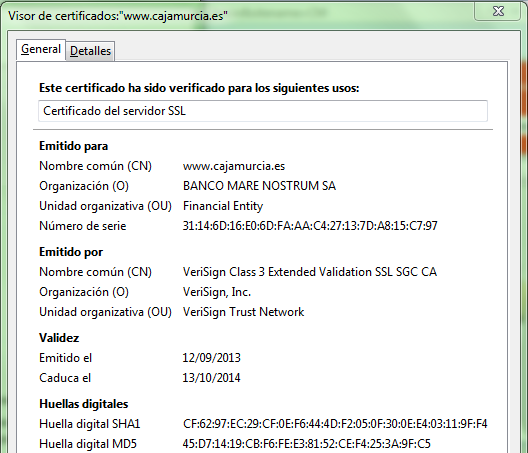 Visor de certificados:"www.cajamurcia.es"
General Detalles
Este certificado ha sido verificado para los siguientes usos:
Certificado del servidor SSL
Emitido para
Nombre común (CN) www.cajamurcia.es
Organización (O) BANCO MARE NOSTRUM SA
Unidad organizativa (OU) Financial Entity
Número de serie 31:14:6D:16:E0:6D:FA:AA:C4:27:13:7D:A8:15:C7:97
Emitido por
Nombre común (CN) VeriSign Class 3 Extended Validation SSL SGC CA
Organización (O) VeriSign, Inc.
Unidad organizativa (OU) VeriSign Trust Network
Validez
Emitido el 12/09/2013
Caduca el 13/10/2014
Huellas digitales
Huella digital SHA1 CF:62:97:EC:29:CF:0E:F6:44:4D:F2:05:0F:30:0E:E4:03:11:9F:F4
Huella digital MD5 45:D7:14:19:CB:F6:FE:E3:81:52:CE:F4:25:3A:9F:C5